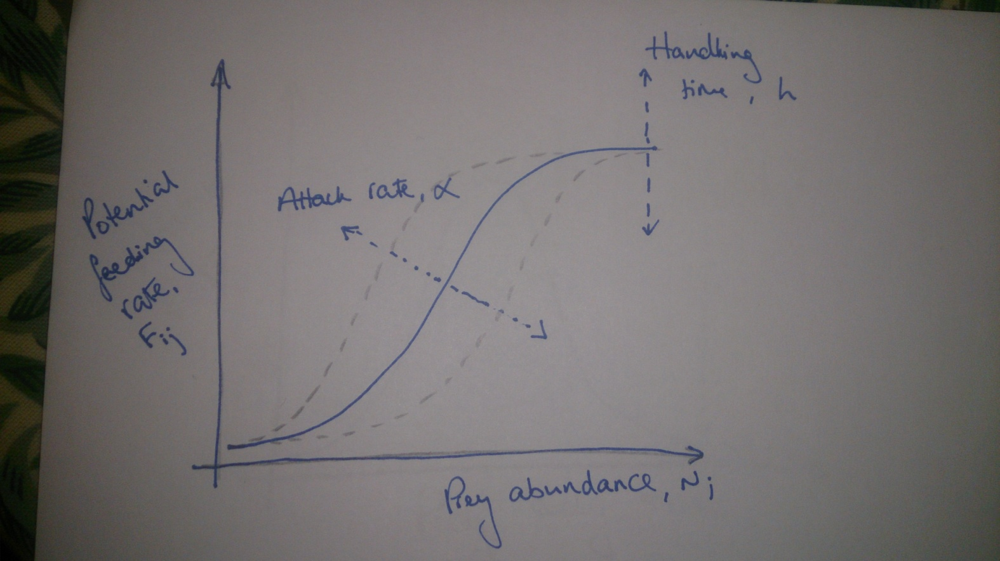 Handling
time, h
Attack rate, α
Potential
feeding
rate,
Fij
Prey abundance, Nj